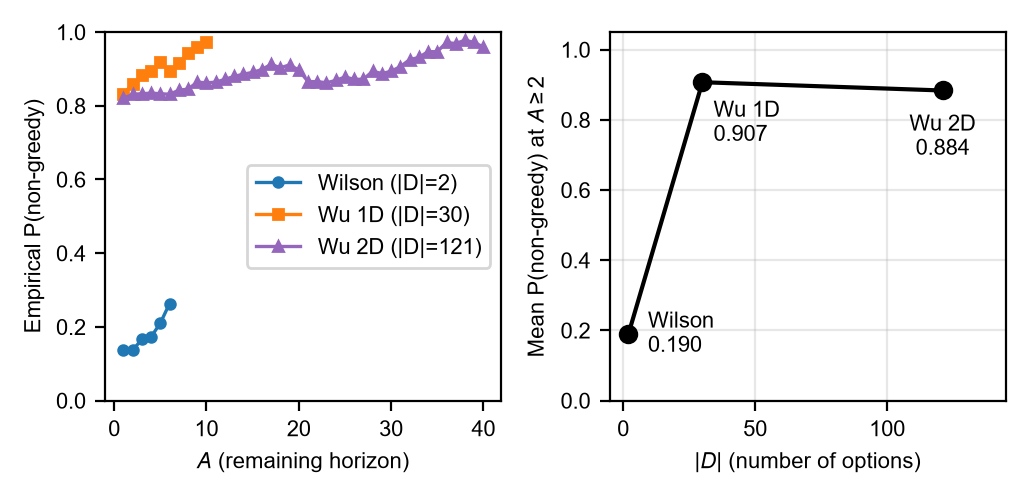 Empirical P(non-greedy)
1.0
0.8
0.6
0.4
0.2
0.0
0
10
20
30
40
A (remaining horizon)
Wilson (|D|=2)
Wu 1D (|D|=30)
Wu 2D (|D|=121)
Mean P(non-greedy) at A ≥ 2
1.0
0.8
0.6
0.4
0.2
0.0
0
50
100
|D| (number of options)
Wu 1D
0.907
Wu 2D
0.884
Wilson
0.190